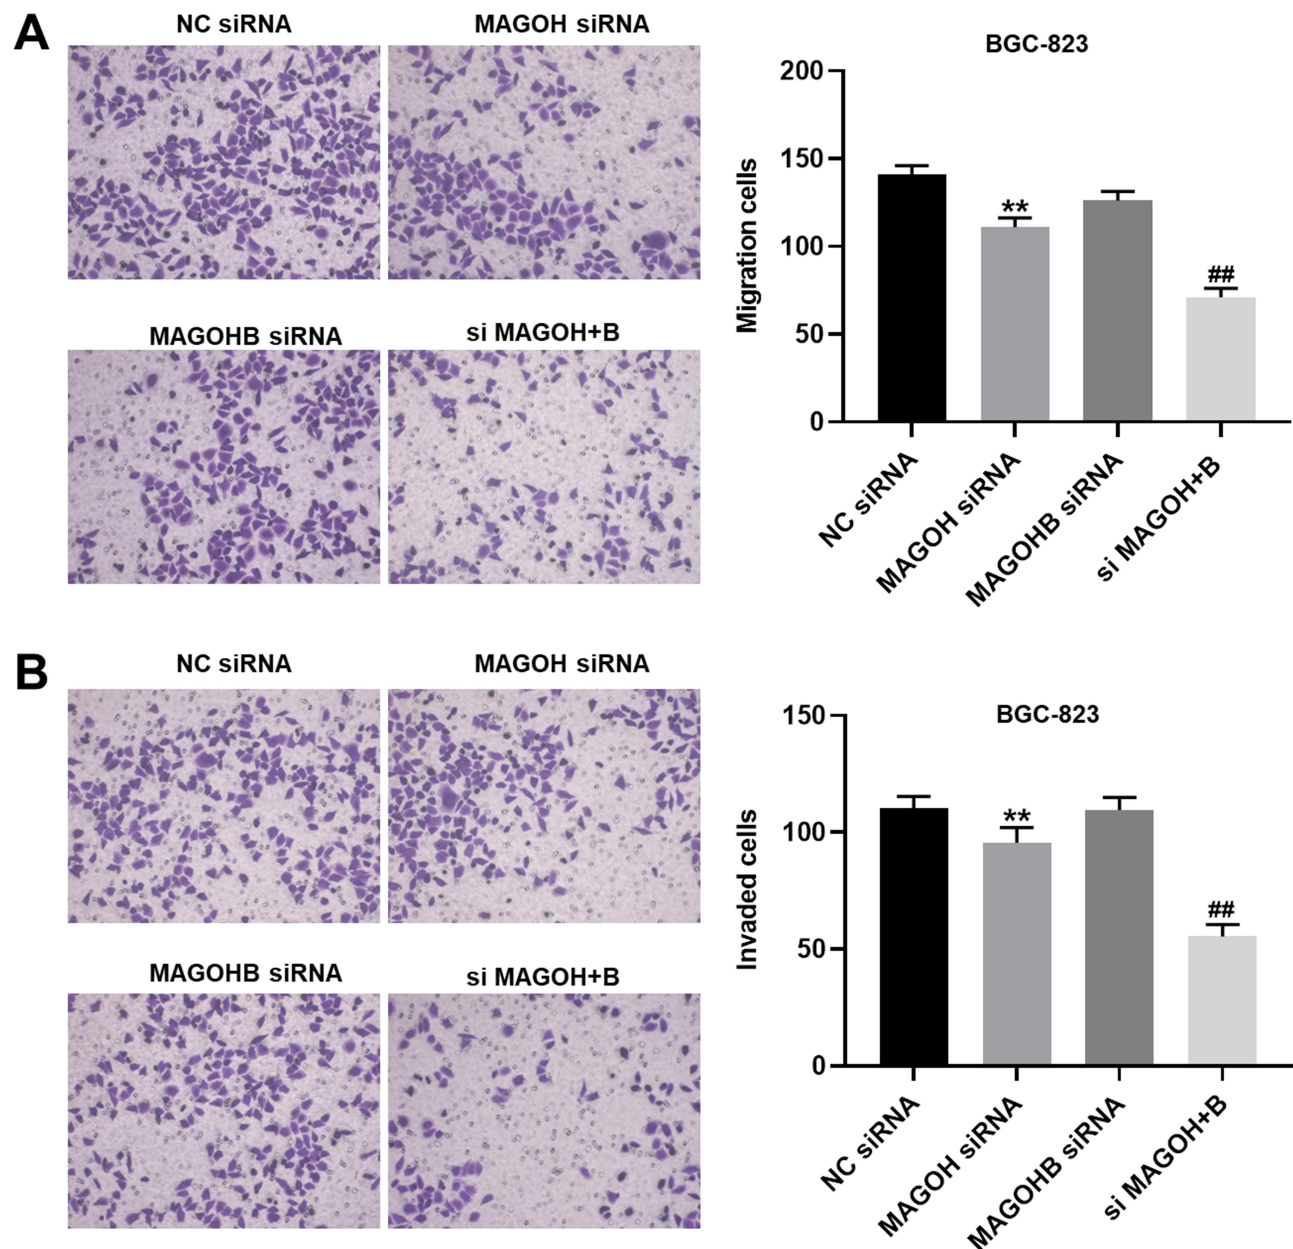 A
NC siRNA
MAGOH siRNA
MAGOHB siRNA
si MAGOH+B
BGC-823
Migration cells
200
150
100
50
0
**
##
NC siRNA
MAGOH siRNA
MAGOHB siRNA
si MAGOH+B
B
NC siRNA
MAGOH siRNA
MAGOHB siRNA
si MAGOH+B
BGC-823
Invaded cells
150
100
50
0
**
##
NC siRNA
MAGOH siRNA
MAGOHB siRNA
si MAGOH+B